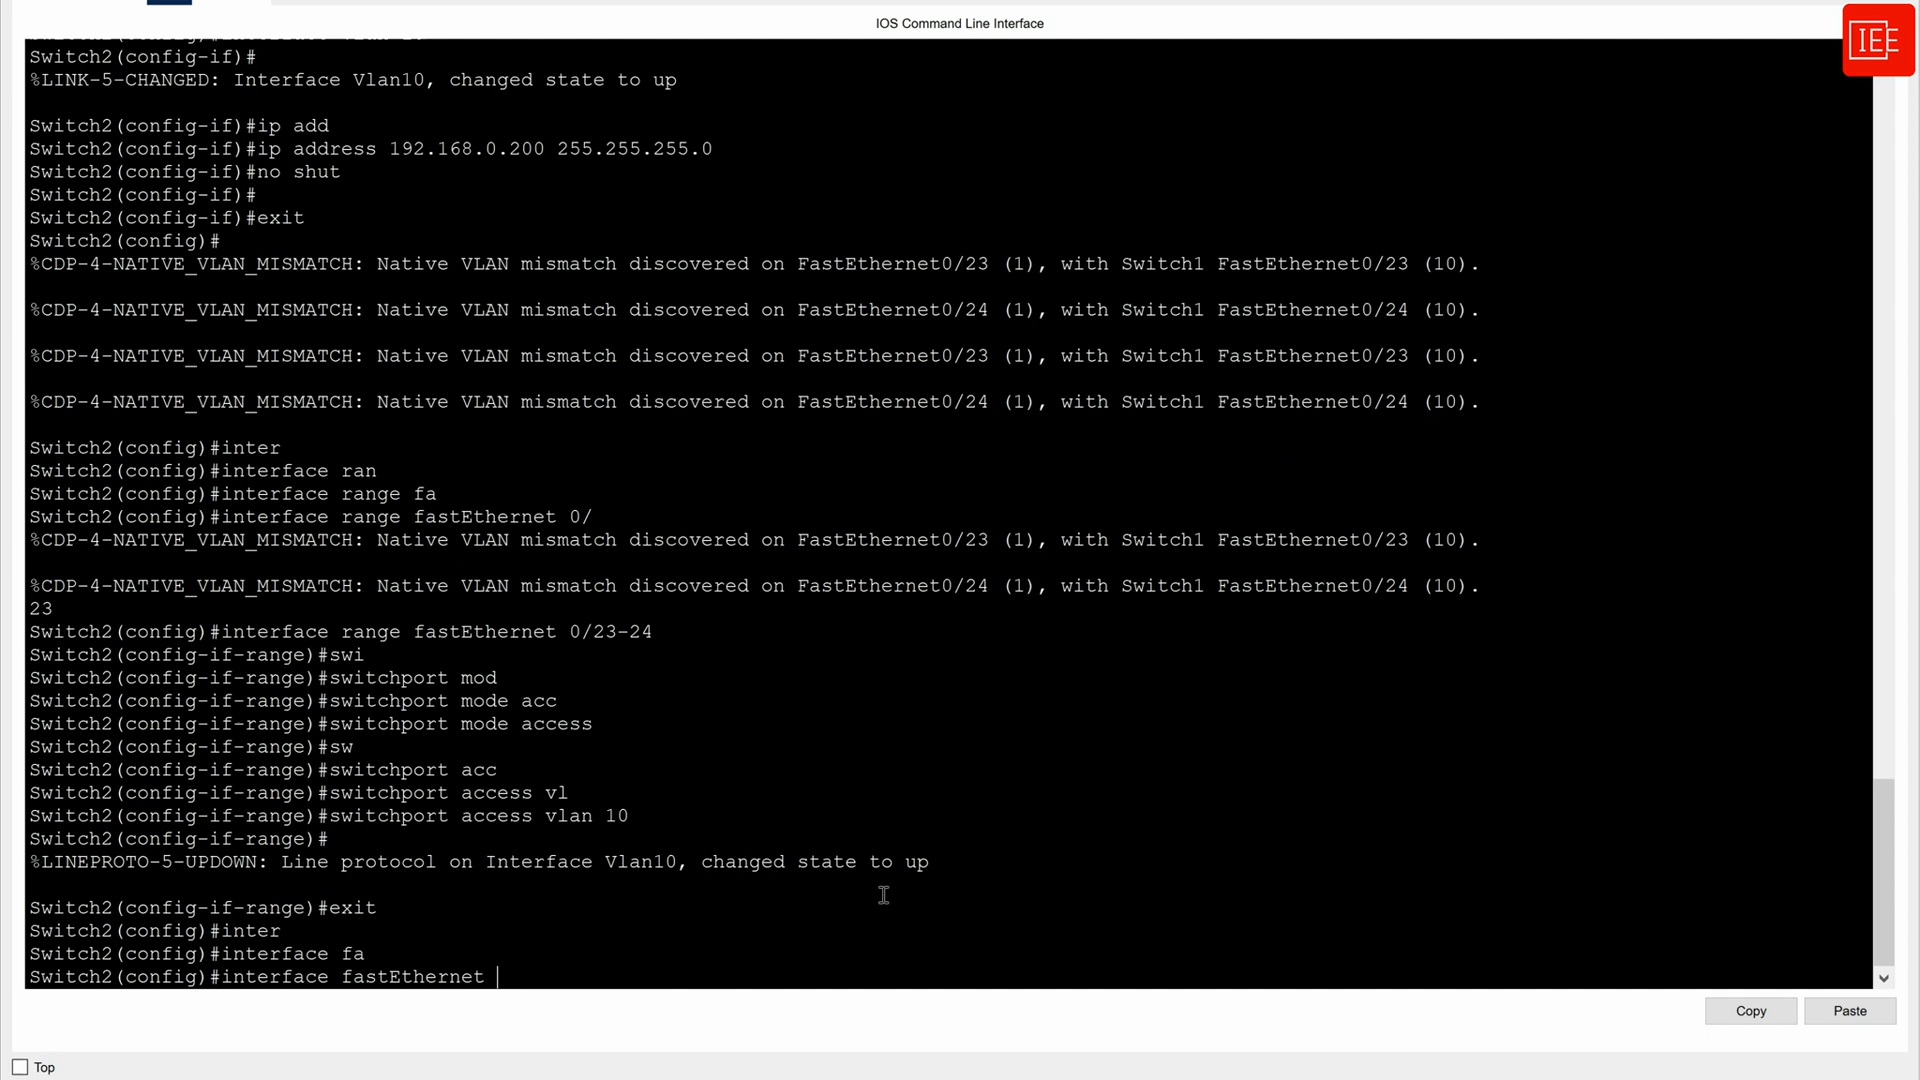 IOS Command Line Interface
IEE
Switch2(config-if)#
%LINK-5-CHANGED: Interface Vlan10, changed state to up
Switch2(config-if)#ip add
Switch2(config-if)#ip address 192.168.0.200 255.255.255.0
Switch2(config-if)#no shut
Switch2(config-if)#
Switch2(config-if)#exit
Switch2(config)#
%CDP-4-NATIVE_VLAN_MISMATCH: Native VLAN mismatch discovered on FastEthernet0/23 (1), with Switch1 FastEthernet0/23 (10).
%CDP-4-NATIVE_VLAN_MISMATCH: Native VLAN mismatch discovered on FastEthernet0/24 (1), with Switch1 FastEthernet0/24 (10).
%CDP-4-NATIVE_VLAN_MISMATCH: Native VLAN mismatch discovered on FastEthernet0/23 (1), with Switch1 FastEthernet0/23 (10).
%CDP-4-NATIVE_VLAN_MISMATCH: Native VLAN mismatch discovered on FastEthernet0/24 (1), with Switch1 FastEthernet0/24 (10).
Switch2(config)#inter
Switch2(config)#interface ran
Switch2(config)#interface range fa
Switch2(config)#interface range fastEthernet 0/
%CDP-4-NATIVE_VLAN_MISMATCH: Native VLAN mismatch discovered on FastEthernet0/23 (1), with Switch1 FastEthernet0/23 (10).
%CDP-4-NATIVE_VLAN_MISMATCH: Native VLAN mismatch discovered on FastEthernet0/24 (1), with Switch1 FastEthernet0/24 (10).
23
Switch2(config)#interface range fastEthernet 0/23-24
Switch2(config-if-range)#swi
Switch2(config-if-range)#switchport mod
Switch2(config-if-range)#switchport mode acc
Switch2(config-if-range)#switchport mode access
Switch2(config-if-range)#sw
Switch2(config-if-range)#switchport acc
Switch2(config-if-range)#switchport access vl
Switch2(config-if-range)#switchport access vlan 10
Switch2(config-if-range)#
%LINEPROTO-5-UPDOWN: Line protocol on Interface Vlan10, changed state to up
Switch2(config-if-range)#exit
Switch2(config)#inter
Switch2(config)#interface fa
Switch2(config)#interface fastEthernet
Copy
Paste
Top